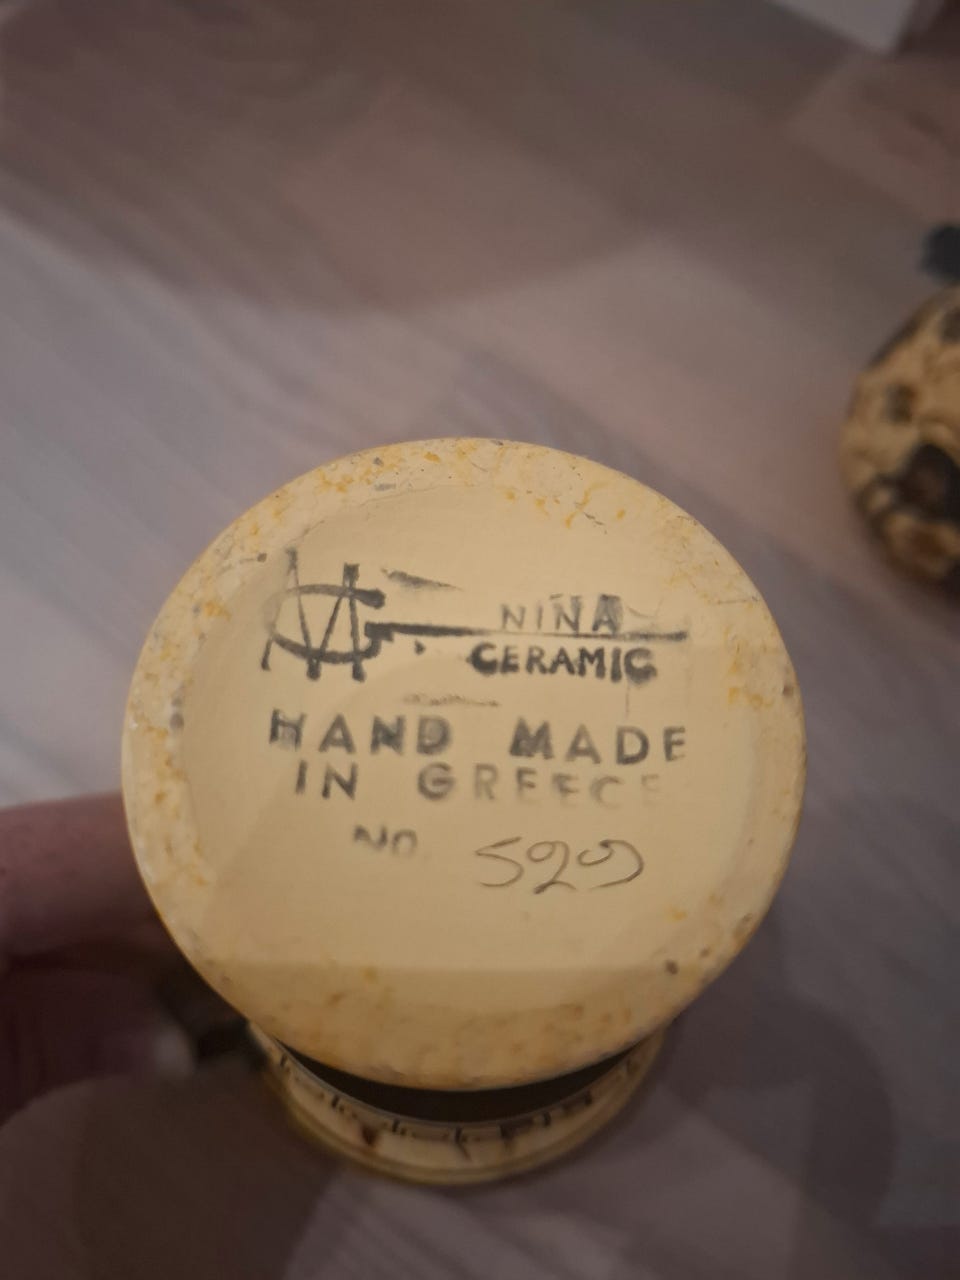 NINA
CERAMIC
HAND MADE
IN GREECE
NO. 529